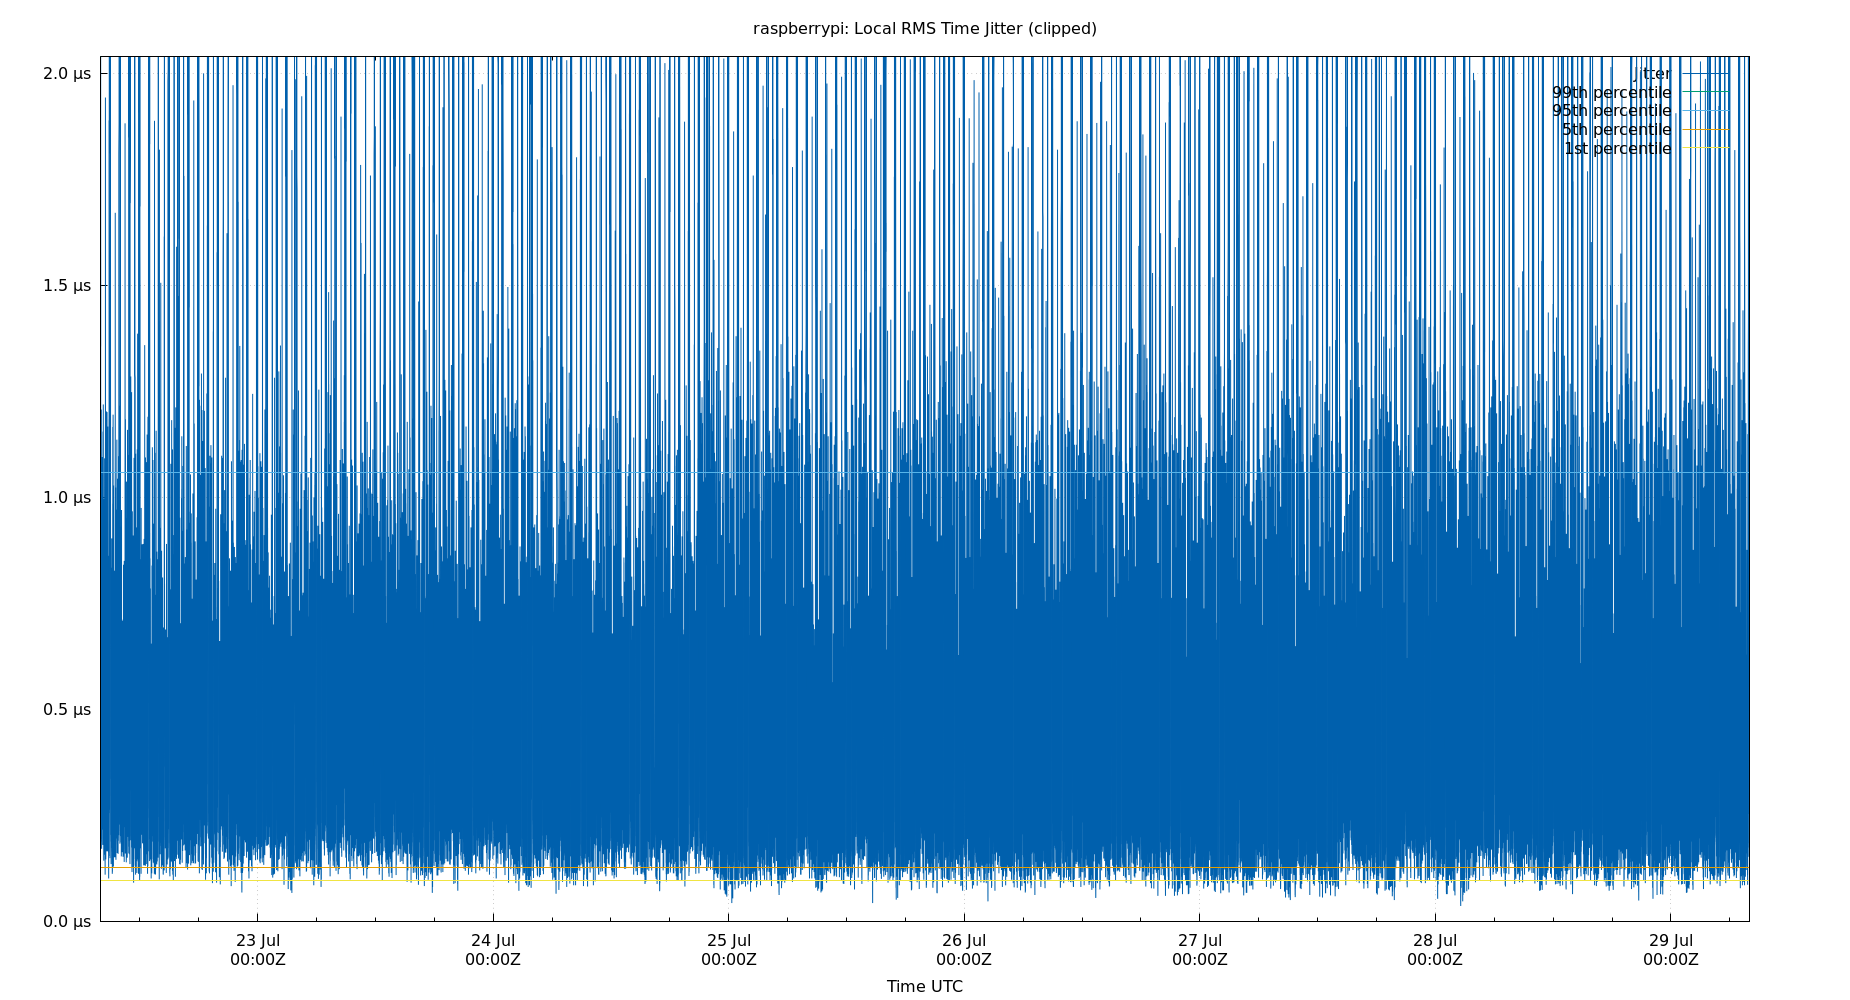 raspberrypi: Local RMS Time Jitter (clipped)
2.0 µs
jitter
99th percentile
95th percentile
5th percentile
1st percentile
1.5 µs
1.0 µs
0.5 µs
0.0 µs
23 Jul
00:00Z
24 Jul
00:00Z
25 Jul
00:00Z
26 Jul
00:00Z
27 Jul
00:00Z
28 Jul
00:00Z
29 Jul
00:00Z
Time UTC